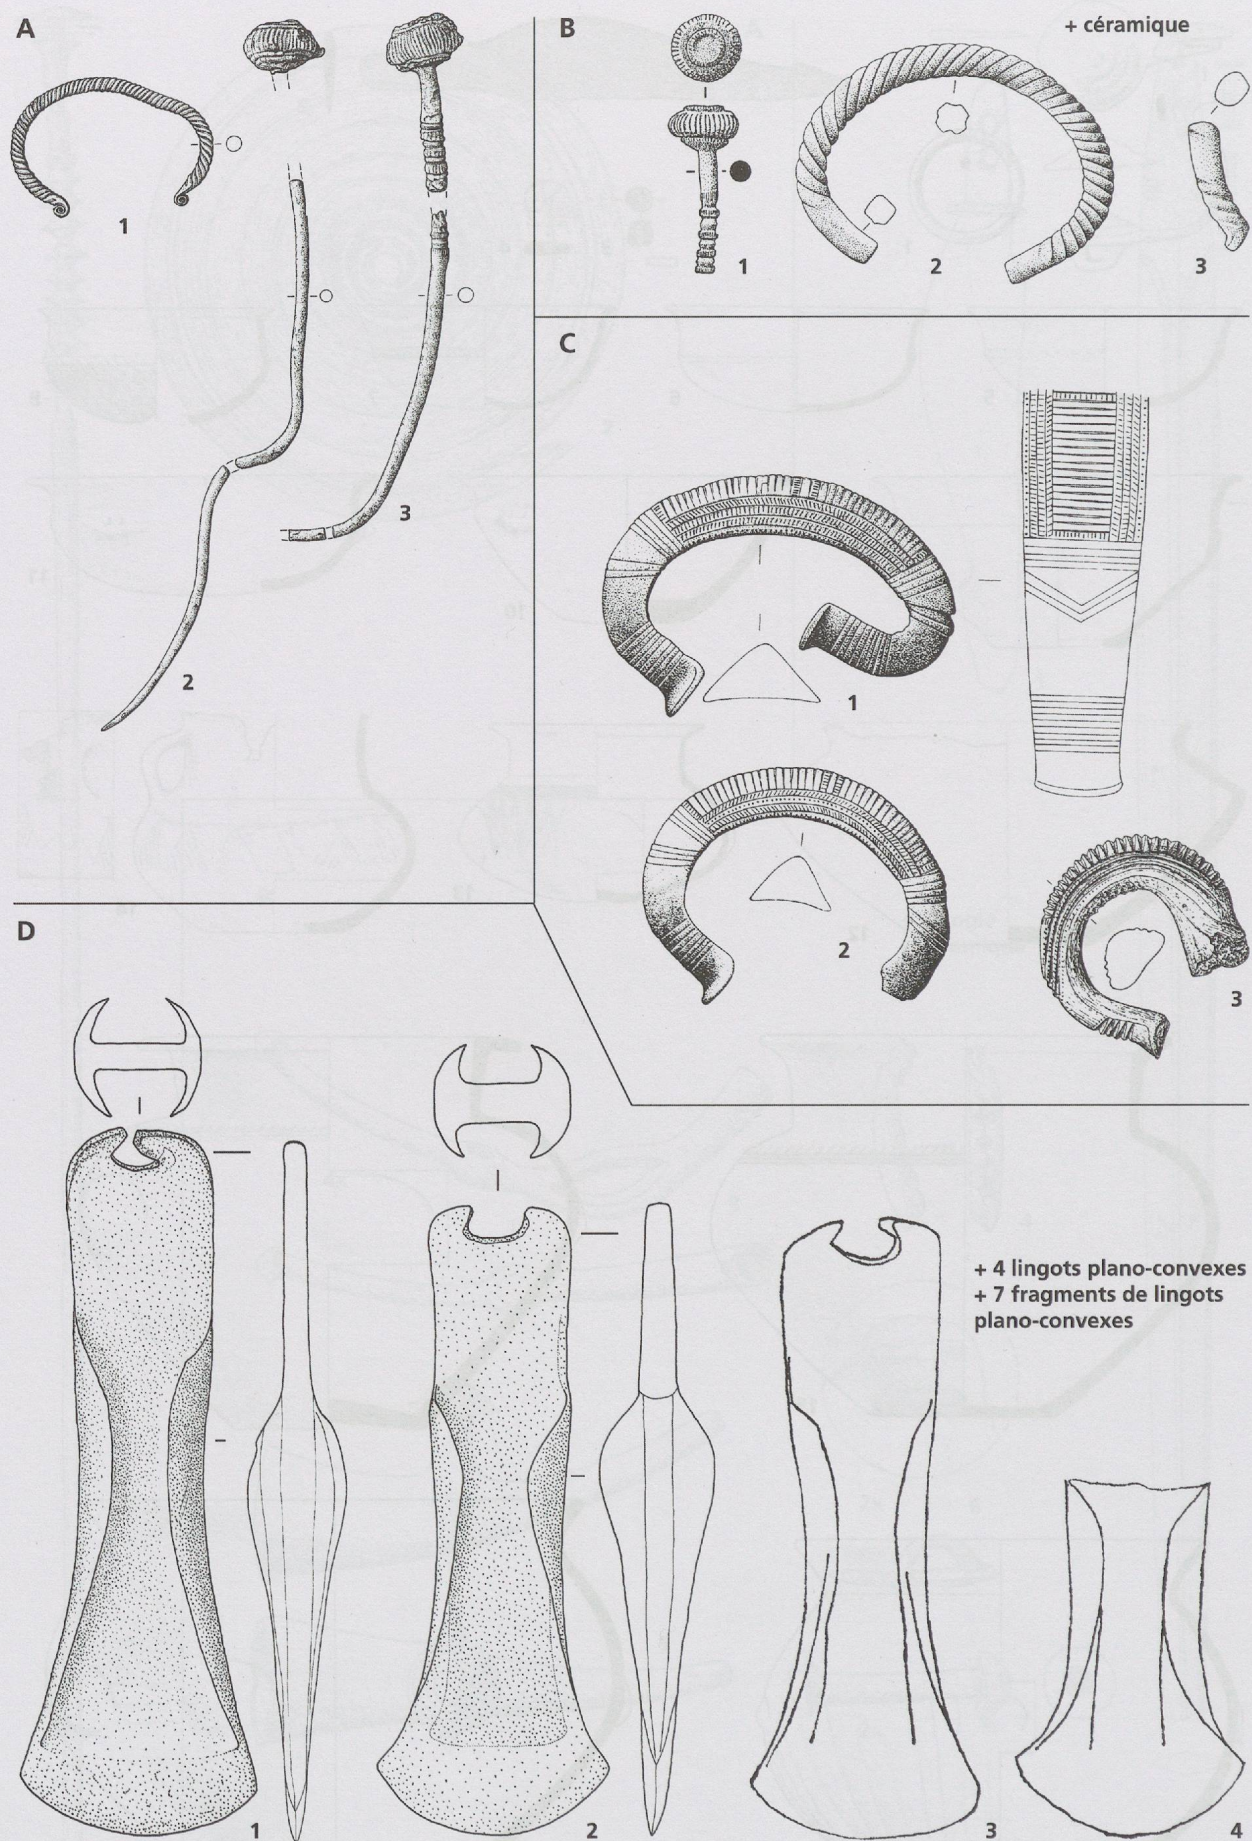 A
1
2
3
B
+ céramique
1
2
3
C
1
2
3
D
1
2
3
+ 4 lingots plano-convexes
+ 7 fragments de lingots
plano-convexes
4